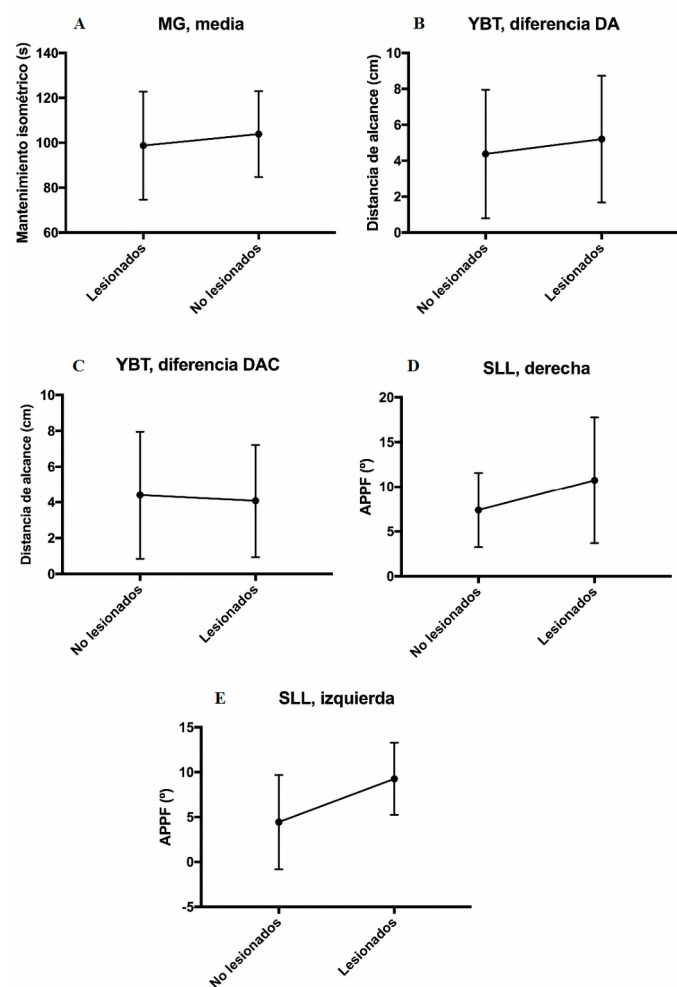 A
MG, media
Mantenimiento isométrico (s)
140
120
100
80
60
Lesionados
No lesionados
B
YBT, diferencia DA
Distancia de alcance (cm)
10
8
6
4
2
0
No lesionados
Lesionados
C
YBT, diferencia DAC
Distancia de alcance (cm)
10
8
6
4
2
0
No lesionados
Lesionados
D
SLL, derecha
APPF (º)
20
15
10
5
0
No lesionados
Lesionados
E
SLL, izquierda
APPF (º)
15
10
5
0
-5
No lesionados
Lesionados